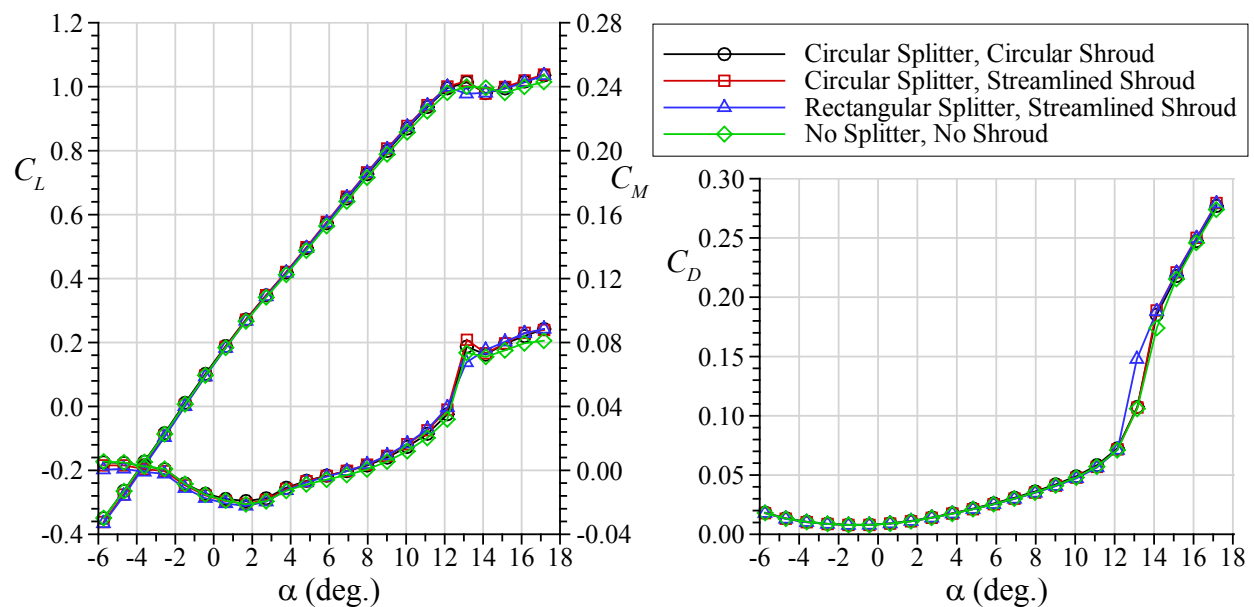 1.2
1.0
0.8
0.6
0.4
0.2
0.0
-0.2
-0.4
C_L
0.28
0.24
0.20
0.16
0.12
0.08
0.04
0.00
-0.04
C_M
-6 -4 -2 0 2 4 6 8 10 12 14 16 18
α (deg.)
Circular Splitter, Circular Shroud
Circular Splitter, Streamlined Shroud
Rectangular Splitter, Streamlined Shroud
No Splitter, No Shroud
0.30
0.25
0.20
0.15
0.10
0.05
0.00
C_D
-6 -4 -2 0 2 4 6 8 10 12 14 16 18
α (deg.)